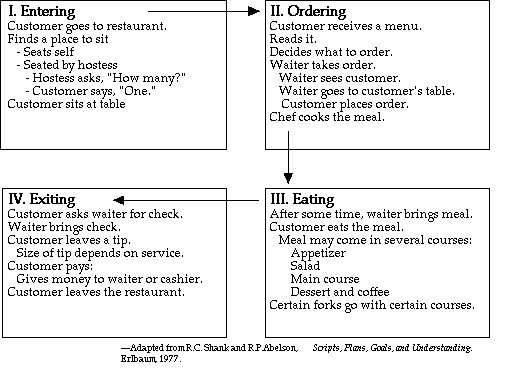 I. Entering
Customer goes to restaurant.
Finds a place to sit
- Seats self
- Seated by hostess
- Hostess asks, "How many?"
- Customer says, "One."
Customer sits at table
II. Ordering
Customer receives a menu.
Reads it.
Decides what to order.
Waiter takes order.
Waiter sees customer.
Waiter goes to customer's table.
Customer places order.
Chef cooks the meal.
III. Eating
After some time, waiter brings meal.
Customer eats the meal.
Meal may come in several courses:
Appetizer
Salad
Main course
Dessert and coffee
Certain forks go with certain courses.
IV. Exiting
Customer asks waiter for check.
Waiter brings check.
Customer leaves a tip.
Size of tip depends on service.
Customer pays:
Gives money to waiter or cashier.
Customer leaves the restaurant.
—Adapted from R.C. Shank and R.P. Abelson, Scripts, Plans, Goals, and Understanding.
Erlbaum, 1977.